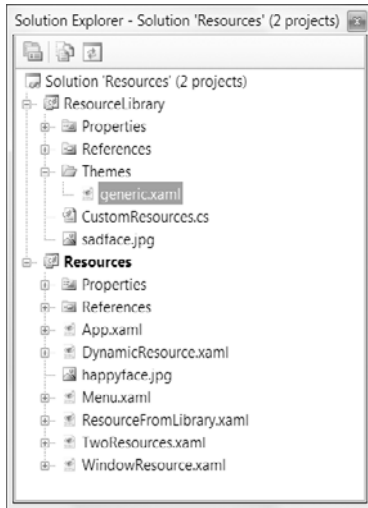 Solution Explorer - Solution 'Resources' (2 projects)
Solution 'Resources' (2 projects)
ResourceLibrary
Properties
References
Themes
generic.xaml
CustomResources.cs
sadface.jpg
Resources
Properties
References
App.xaml
DynamicResource.xaml
happyface.jpg
Menu.xaml
ResourceFromLibrary.xaml
TwoResources.xaml
WindowResource.xaml